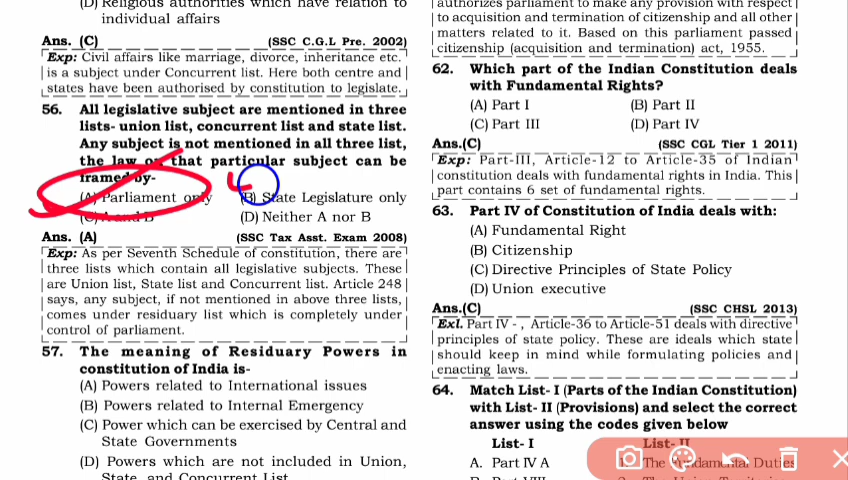 (D) Religious authorities which have relation to
individual affairs
Ans. (C) (SSC C.G.L Pre. 2002)
Exp: Civil affairs like marriage, divorce, inheritance etc.
is a subject under Concurrent list. Here both centre and
states have been authorised by constitution to legislate.
56. All legislative subject are mentioned in three
lists- union list, concurrent list and state list.
Any subject is not mentioned in all three list,
the law on that particular subject can be
framed by-
(A) Parliament only (B) State Legislature only
(C) A and B (D) Neither A nor B
Ans. (A) (SSC Tax Asst. Exam 2008)
Exp: As per Seventh Schedule of constitution, there are
three lists which contain all legislative subjects. These
are Union list, State list and Concurrent list. Article 248
says, any subject, if not mentioned in above three lists,
comes under residuary list which is completely under
control of parliament.
57. The meaning of Residuary Powers in
constitution of India is-
(A) Powers related to International issues
(B) Powers related to Internal Emergency
(C) Power which can be exercised by Central and
State Governments
(D) Powers which are not included in Union,
State and Concurrent List
authorizes parliament to make any provision with respect
to acquisition and termination of citizenship and all other
matters related to it. Based on this parliament passed
citizenship (acquisition and termination) act, 1955.
62. Which part of the Indian Constitution deals
with Fundamental Rights?
(A) Part I (B) Part II
(C) Part III (D) Part IV
Ans.(C) (SSC CGL Tier 1 2011)
Exp: Part-III, Article-12 to Article-35 of Indian
constitution deals with fundamental rights in India. This
part contains 6 set of fundamental rights.
63. Part IV of Constitution of India deals with:
(A) Fundamental Right
(B) Citizenship
(C) Directive Principles of State Policy
(D) Union executive
Ans.(C) (SSC CHSL 2013)
Exl. Part IV - , Article-36 to Article-51 deals with directive
principles of state policy. These are ideals which state
should keep in mind while formulating policies and
enacting laws.
64. Match List- I (Parts of the Indian Constitution)
with List- II (Provisions) and select the correct
answer using the codes given below
List- I List- II
A. Part IV A 1. The Fundamental Duties